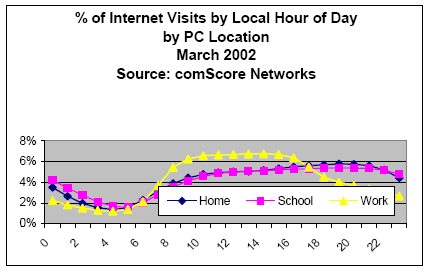 % of Internet Visits by Local Hour of Day
by PC Location
March 2002
Source: comScore Networks
8%
6%
4%
2%
0%
Home School Work
0 2 4 6 8 10 12 14 16 18 20 22